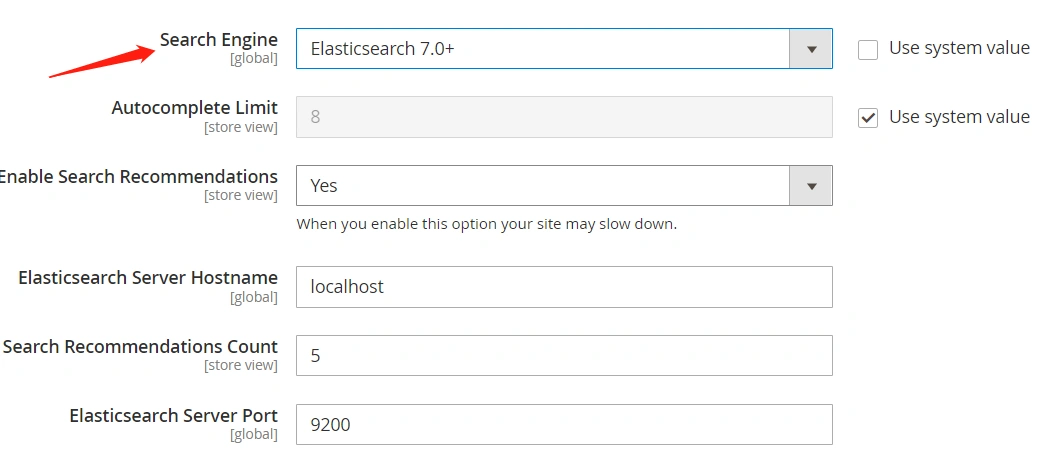 Search Engine
[global]
Elasticsearch 7.0+
Use system value
Autocomplete Limit
[store view]
8
Use system value
Enable Search Recommendations
[store view]
Yes
When you enable this option your site may slow down.
Elasticsearch Server Hostname
[global]
localhost
Search Recommendations Count
[store view]
5
Elasticsearch Server Port
[global]
9200